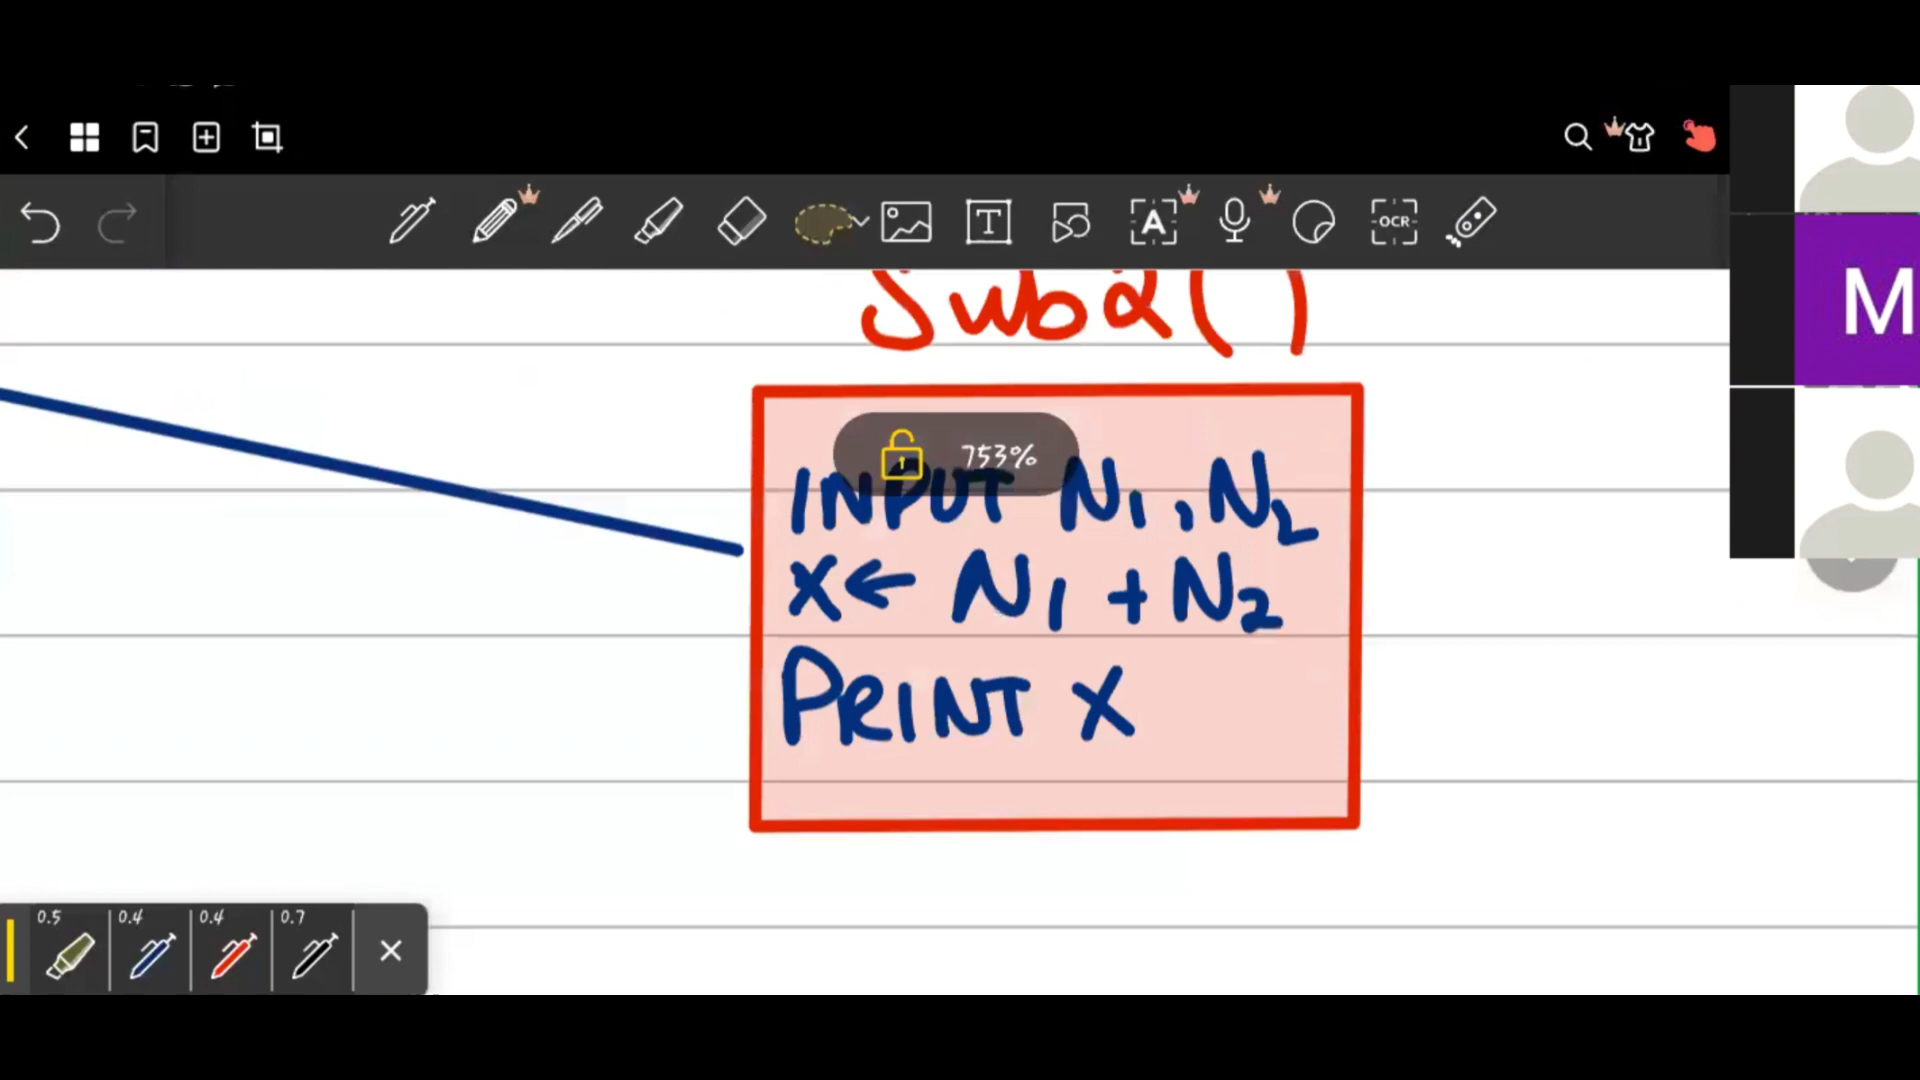 OCR
T
A
M
Sub2()
753%
INPUT N1, N2
X← N1 + N2
PRINT X
0.5 0.4 0.4 0.7